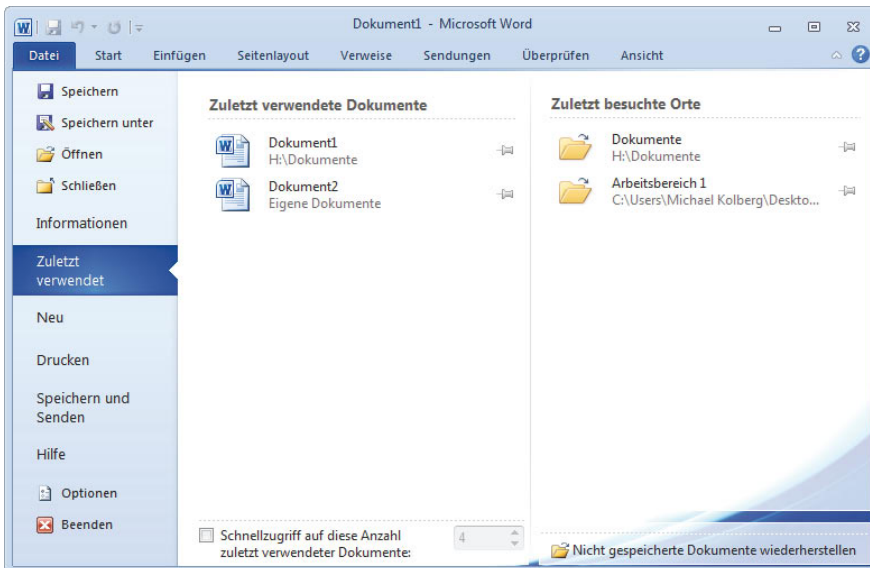 Dokument1 - Microsoft Word
Datei Start Einfügen Seitenlayout Verweise Sendungen Überprüfen Ansicht
Speichern
Speichern unter
Öffnen
Schließen
Informationen
Zuletzt
verwendet
Neu
Drucken
Speichern und
Senden
Hilfe
Optionen
Beenden
Zuletzt verwendete Dokumente
Dokument1
H:\Dokumente
Dokument2
Eigene Dokumente
Schnellzugriff auf diese Anzahl
zuletzt verwendeter Dokumente: 4
Zuletzt besuchte Orte
Dokumente
H:\Dokumente
Arbeitsbereich 1
C:\Users\Michael Kolberg\Deskto...
Nicht gespeicherte Dokumente wiederherstellen